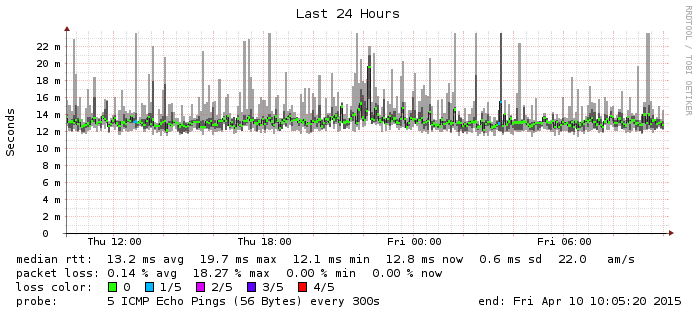 Last 24 Hours
RRDTOOL / TOBI OETIKER
Seconds
22 m
20 m
18 m
16 m
14 m
12 m
10 m
8 m
6 m
4 m
2 m
0
Thu 12:00 Thu 18:00 Fri 00:00 Fri 06:00
median rtt: 13.2 ms avg 19.7 ms max 12.1 ms min 12.8 ms now 0.6 ms sd 22.0 am/s
packet loss: 0.14 % avg 18.27 % max 0.00 % min 0.00 % now
loss color: 0 1/5 2/5 3/5 4/5
probe: 5 ICMP Echo Pings (56 Bytes) every 300s end: Fri Apr 10 10:05:20 2015